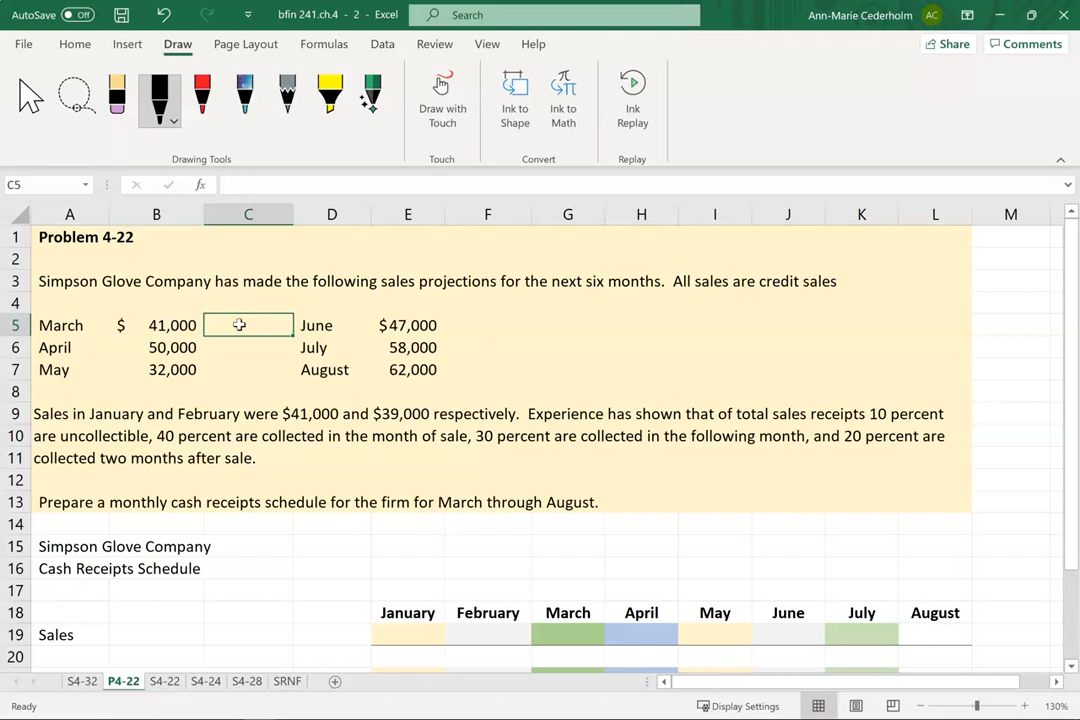 AutoSave Off bfin 241.ch.4 - 2 - Excel Search Ann-Marie Cederholm AC
File Home Insert Draw Page Layout Formulas Data Review View Help Share Comments
Draw with Touch Ink to Shape Ink to Math Ink Replay
Drawing Tools Touch Convert Replay
C5 fx
A B C D E F G H I J K L M
1 Problem 4-22
2
3 Simpson Glove Company has made the following sales projections for the next six months. All sales are credit sales
4
5 March $ 41,000 June $ 47,000
6 April 50,000 July 58,000
7 May 32,000 August 62,000
8
9 Sales in January and February were $41,000 and $39,000 respectively. Experience has shown that of total sales receipts 10 percent
10 are uncollectible, 40 percent are collected in the month of sale, 30 percent are collected in the following month, and 20 percent are
11 collected two months after sale.
12
13 Prepare a monthly cash receipts schedule for the firm for March through August.
14
15 Simpson Glove Company
16 Cash Receipts Schedule
17
18 January February March April May June July August
19 Sales
20
S4-32 P4-22 S4-22 S4-24 S4-28 SRNF
Ready Display Settings 130%